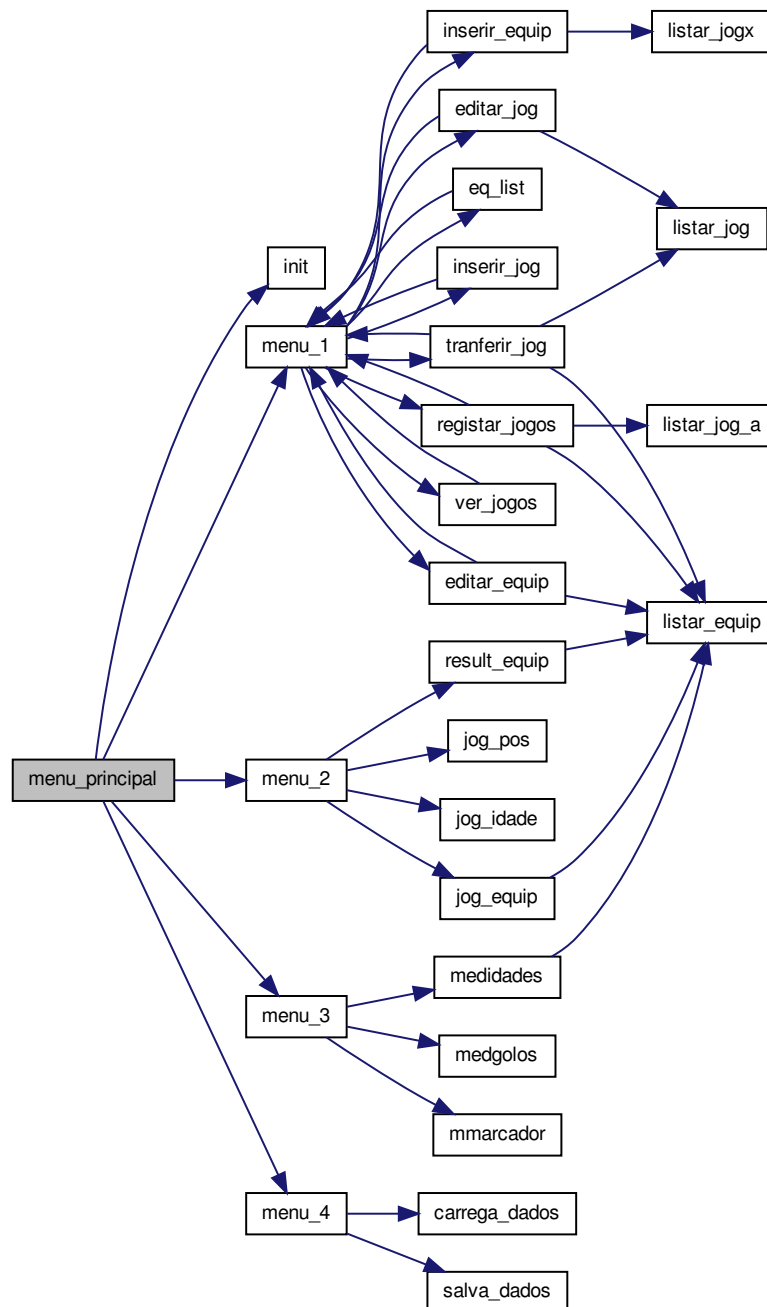 inserir_equip
listar_jogx
editar_jog
eq_list
listar_jog
init
inserir_jog
menu_1
tranferir_jog
registar_jogos
listar_jog_a
ver_jogos
editar_equip
listar_equip
result_equip
jog_pos
menu_principal
menu_2
jog_idade
jog_equip
medidades
menu_3
medgolos
mmarcador
menu_4
carrega_dados
salva_dados